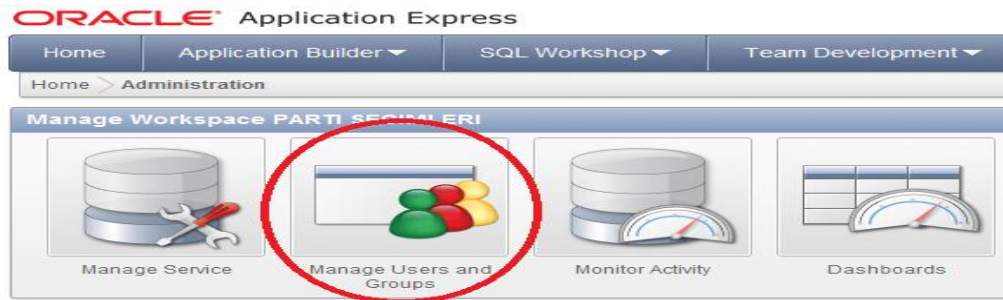 ORACLE Application Express
Home Application Builder SQL Workshop Team Development
Home Administration
Manage Workspace PARTI SECIMLERI
Manage Service Manage Users and Groups Monitor Activity Dashboards